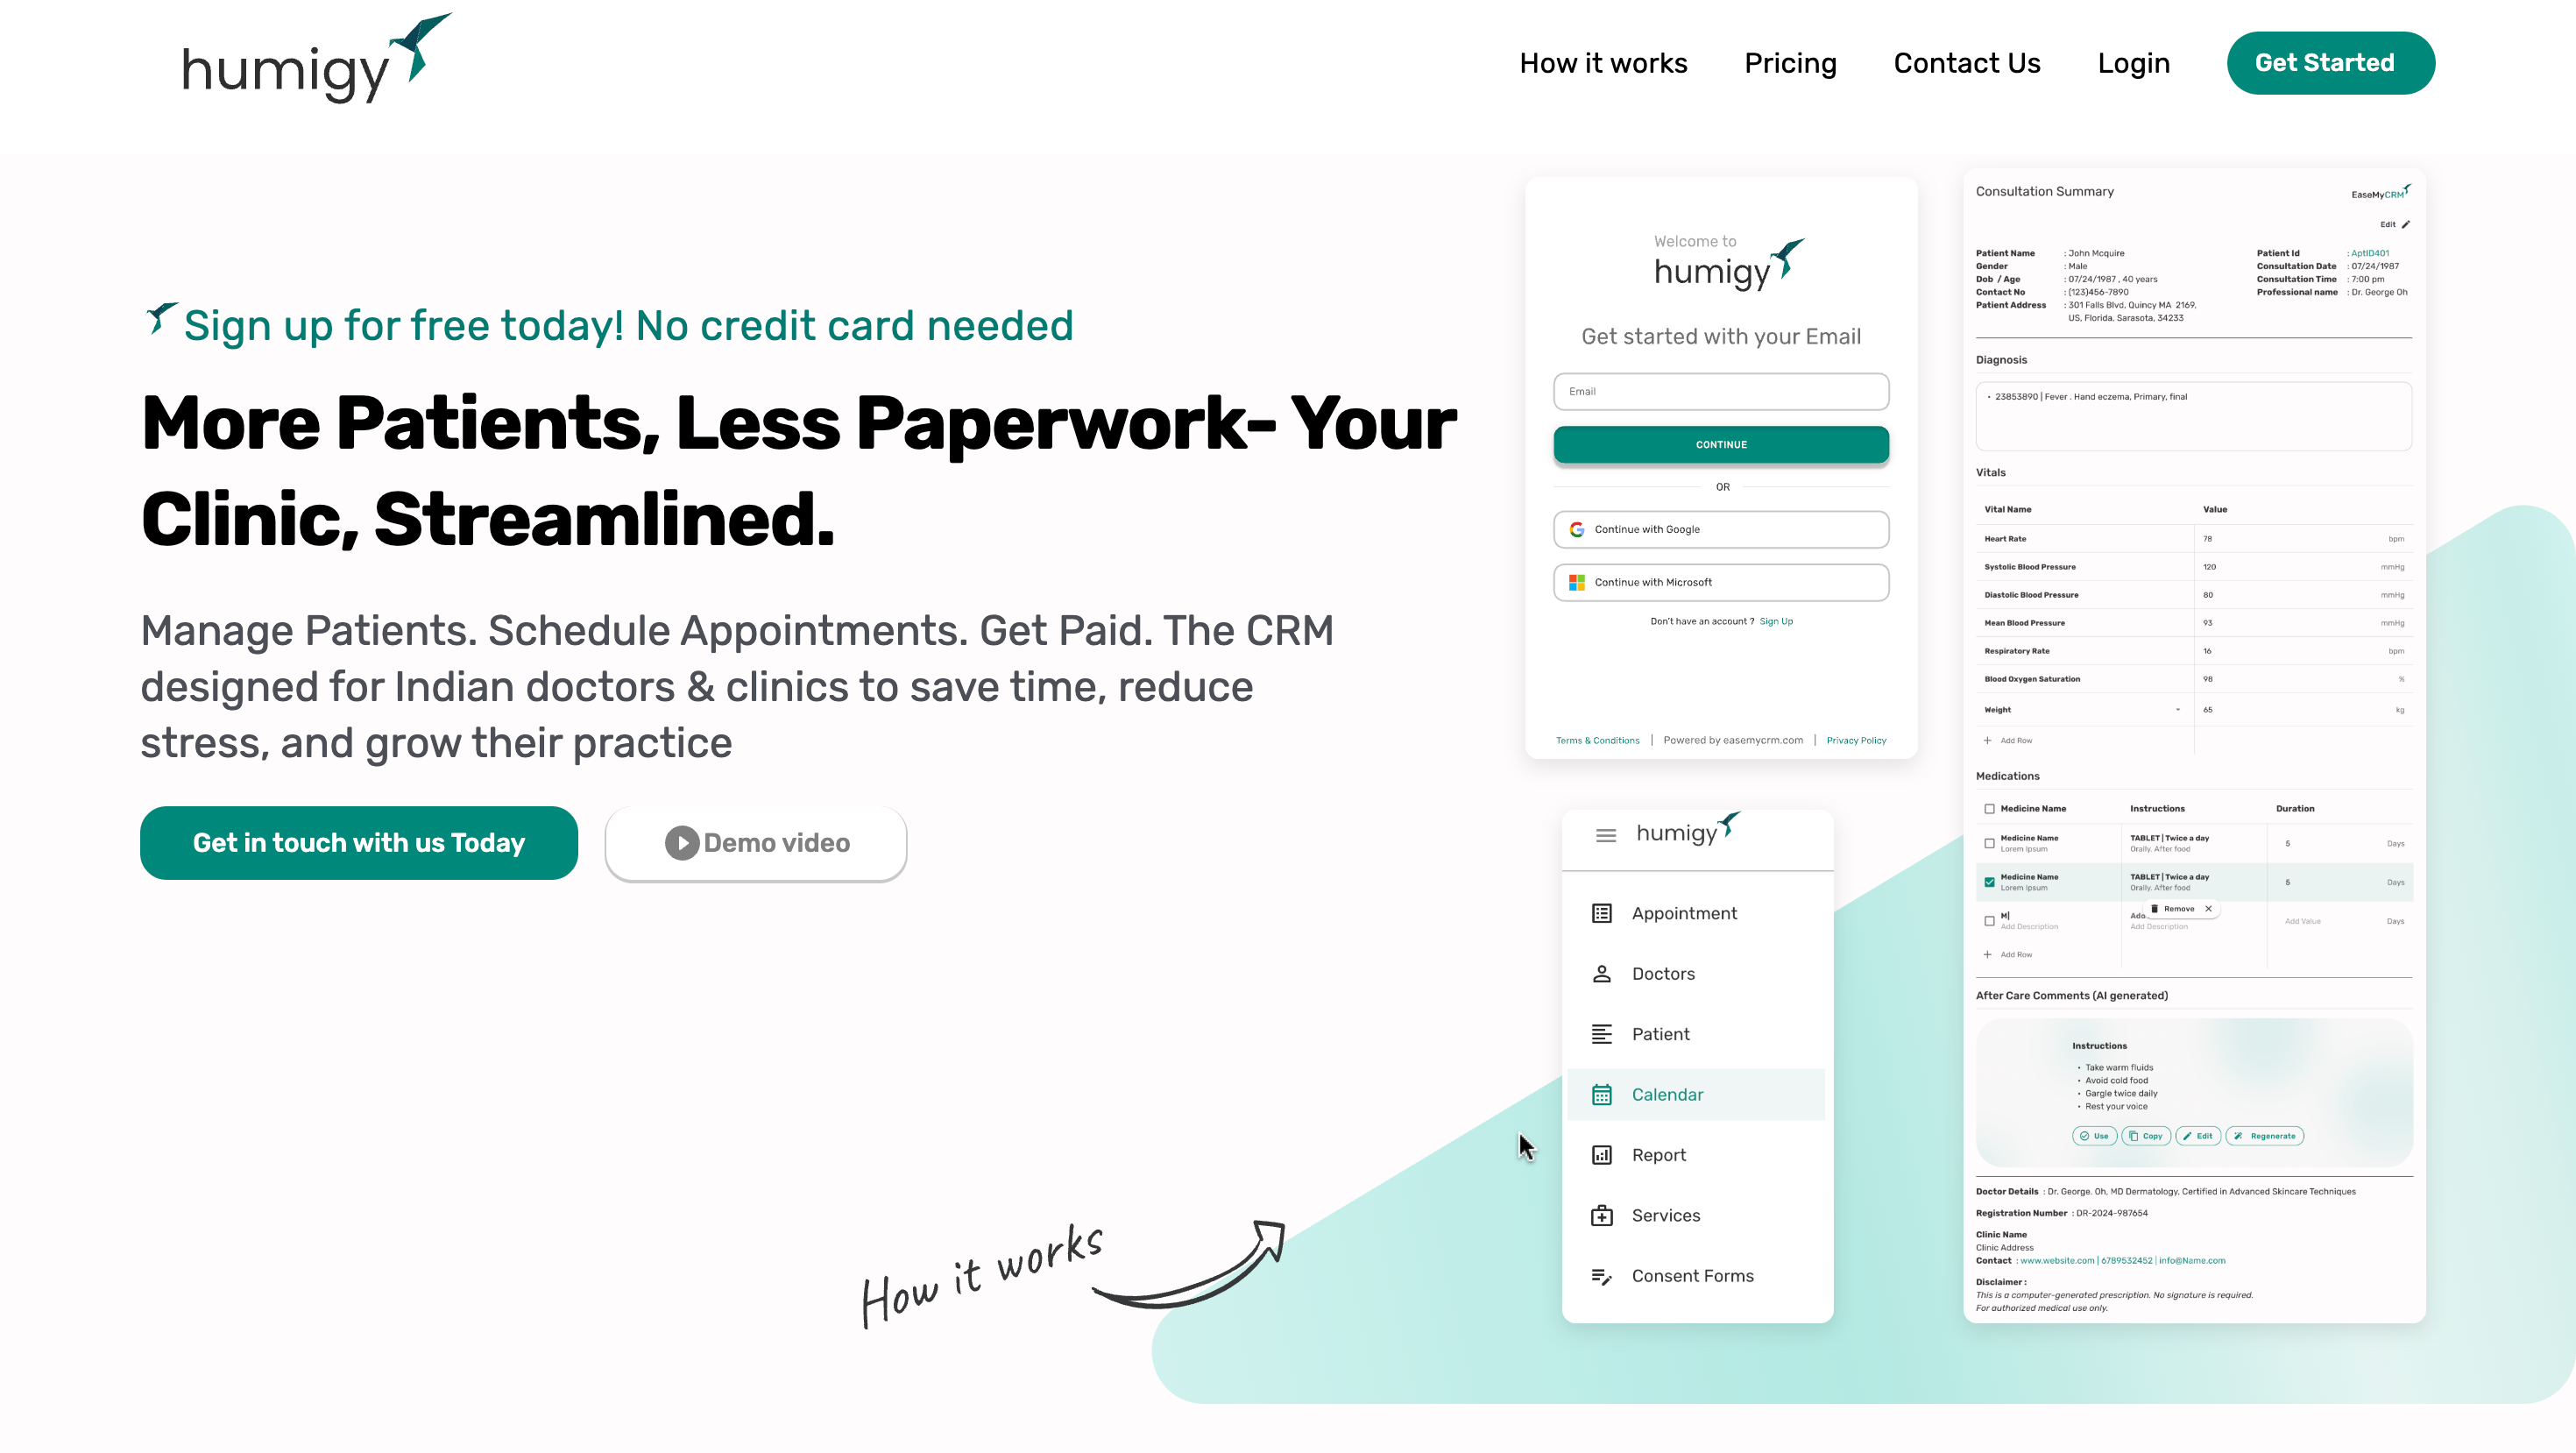 humigy
How it works
Pricing
Contact Us
Login
Get Started
Sign up for free today! No credit card needed
More Patients, Less Paperwork- Your
Clinic, Streamlined.
Manage Patients. Schedule Appointments. Get Paid. The CRM
designed for Indian doctors & clinics to save time, reduce
stress, and grow their practice
Get in touch with us Today
Demo video
How it works
Welcome to
humigy
Get started with your Email
Email
CONTINUE
OR
Continue with Google
Continue with Microsoft
Don't have an account ? Sign Up
Terms & Conditions | Powered by easemycrm.com | Privacy Policy
humigy
Appointment
Doctors
Patient
Calendar
Report
Services
Consent Forms
Consultation Summary
EaseMyCRM
Edit
Patient Name : John Mcquire
Gender : Male
Dob / Age : 07/24/1987 , 40 years
Contact No : (123)456-7890
Patient Address : 301 Falls Blvd, Quincy MA 2169,
US, Florida, Sarasota, 34233
Patient Id : AptID401
Consultation Date : 07/24/1987
Consultation Time : 7:00 pm
Professional name : Dr. George Oh
Diagnosis
• 23853890 | Fever . Hand eczema, Primary, final
Vitals
Vital Name Value
Heart Rate 78 bpm
Systolic Blood Pressure 120 mmHg
Diastolic Blood Pressure 80 mmHg
Mean Blood Pressure 93 mmHg
Respiratory Rate 16 bpm
Blood Oxygen Saturation 98 %
Weight 65 kg
+ Add Row
Medications
Medicine Name Instructions Duration
Medicine Name TABLET | Twice a day 5 Days
Lorem Ipsum Orally. After food
Medicine Name TABLET | Twice a day 5 Days
Lorem Ipsum Orally. After food
Remove
M| Add Value Days
Add Description Add Description
+ Add Row
After Care Comments (AI generated)
Instructions
• Take warm fluids
• Avoid cold food
• Gargle twice daily
• Rest your voice
Use Copy Edit Regenerate
Doctor Details : Dr. George. Oh, MD Dermatology, Certified in Advanced Skincare Techniques
Registration Number : DR-2024-987654
Clinic Name
Clinic Address
Contact : www.website.com | 6789532452 | info@Name.com
Disclaimer :
This is a computer-generated prescription. No signature is required.
For authorized medical use only.